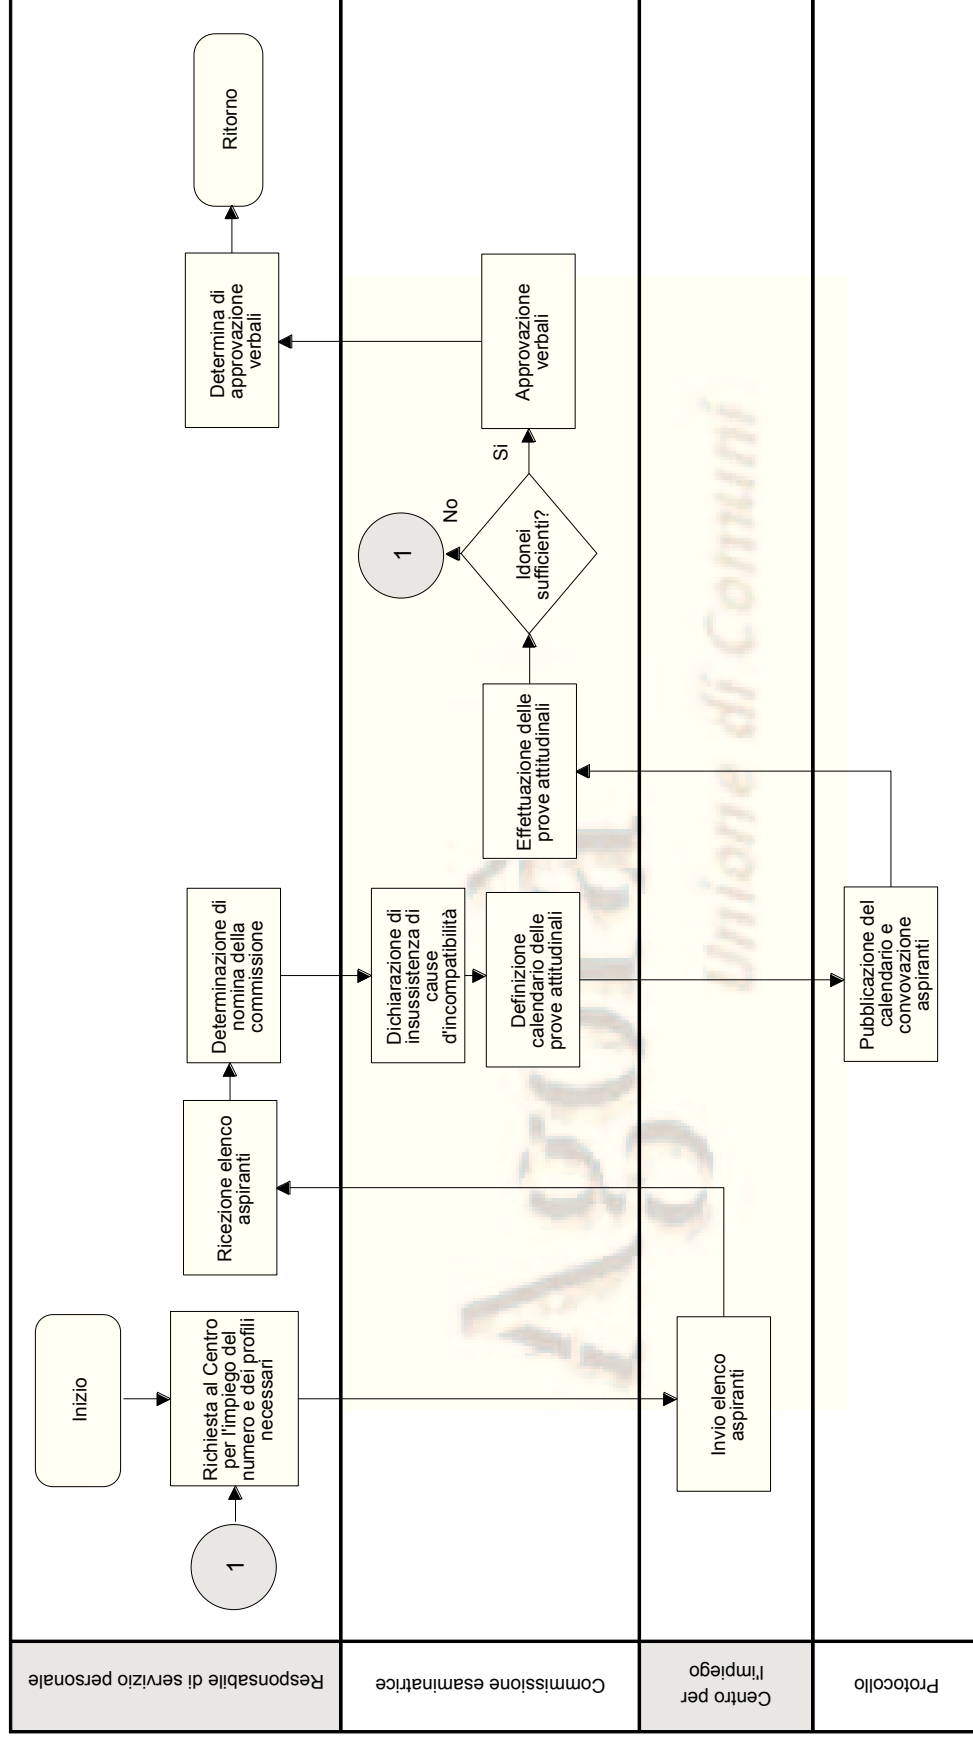 Responsabile di servizio personale
Inizio
1
Richiesta al Centro
per l'impiego del
numero e dei profili
necessari
Ricezione elenco
aspiranti
Determinazione di
nomina della
commissione
Determina di
approvazione
verbali
Ritorno
Commissione esaminatrice
Dichiarazione di
insussistenza di
cause
d'incompatibilità
Definizione
calendario delle
prove attitudinali
Effettuazione delle
prove attitudinali
Idonei
sufficienti?
No
1
Si
Approvazione
verbali
Centro per
l'impiego
Invio elenco
aspiranti
Protocollo
Pubblicazione del
calendario e
convovazione
aspiranti
Agorà
Unione di Comuni